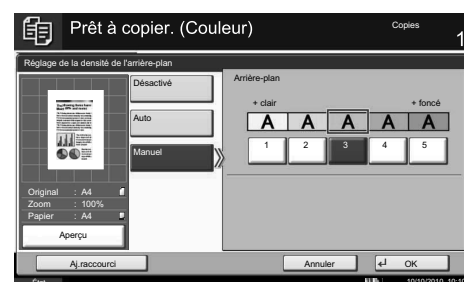 Prêt à copier. (Couleur)
Copies
1
Réglage de la densité de l'arrière-plan
Désactivé
Auto
Manuel
Arrière-plan
+ clair
+ foncé
A A A A A
1 2 3 4 5
Original : A4
Zoom : 100%
Papier : A4
Aperçu
Aj.raccourci
Annuler
OK
Etat
10/10/2010 10:10